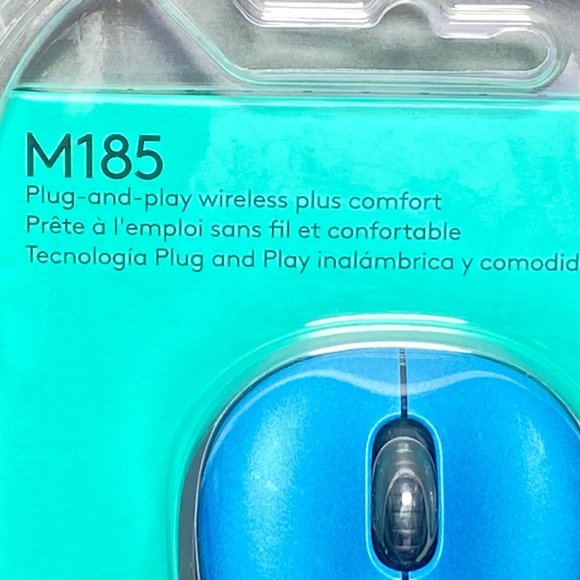 M185
Plug-and-play wireless plus comfort
Prête à l'emploi sans fil et confortable
Tecnología Plug and Play inalámbrica y comodid